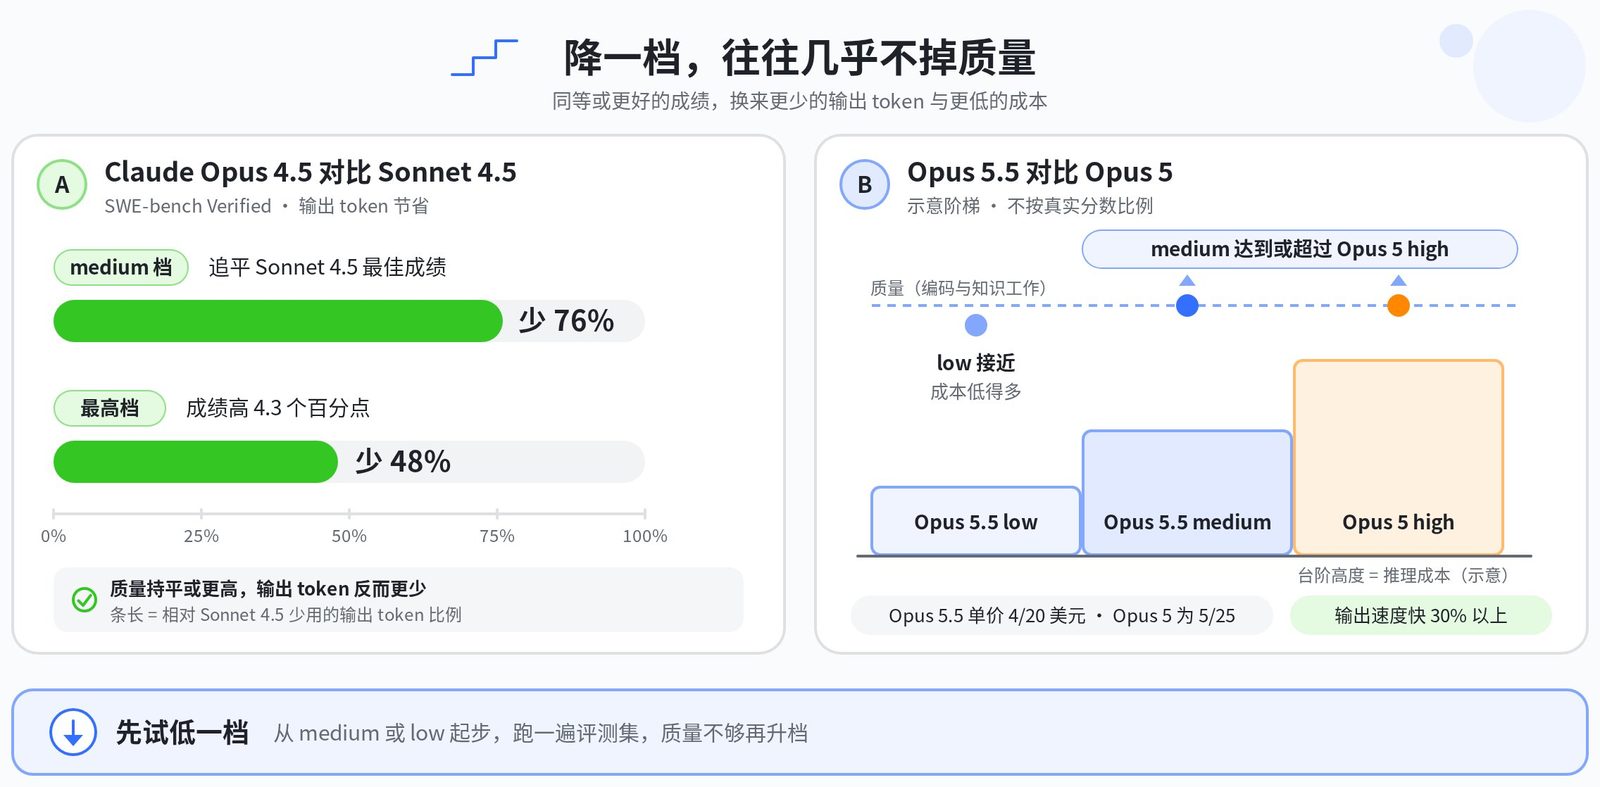 降一档，往往几乎不掉质量
同等或更好的成绩，换来更少的输出 token 与更低的成本
A
Claude Opus 4.5 对比 Sonnet 4.5
SWE-bench Verified · 输出 token 节省
medium 档
追平 Sonnet 4.5 最佳成绩
少 76%
最高档
成绩高 4.3 个百分点
少 48%
0%
25%
50%
75%
100%
质量持平或更高，输出 token 反而更少
条长 = 相对 Sonnet 4.5 少用的输出 token 比例
B
Opus 5.5 对比 Opus 5
示意阶梯 · 不按真实分数比例
medium 达到或超过 Opus 5 high
质量（编码与知识工作）
low 接近
成本低得多
Opus 5.5 low
Opus 5.5 medium
Opus 5 high
台阶高度 = 推理成本（示意）
Opus 5.5 单价 4/20 美元 · Opus 5 为 5/25
输出速度快 30% 以上
先试低一档
从 medium 或 low 起步，跑一遍评测集，质量不够再升档